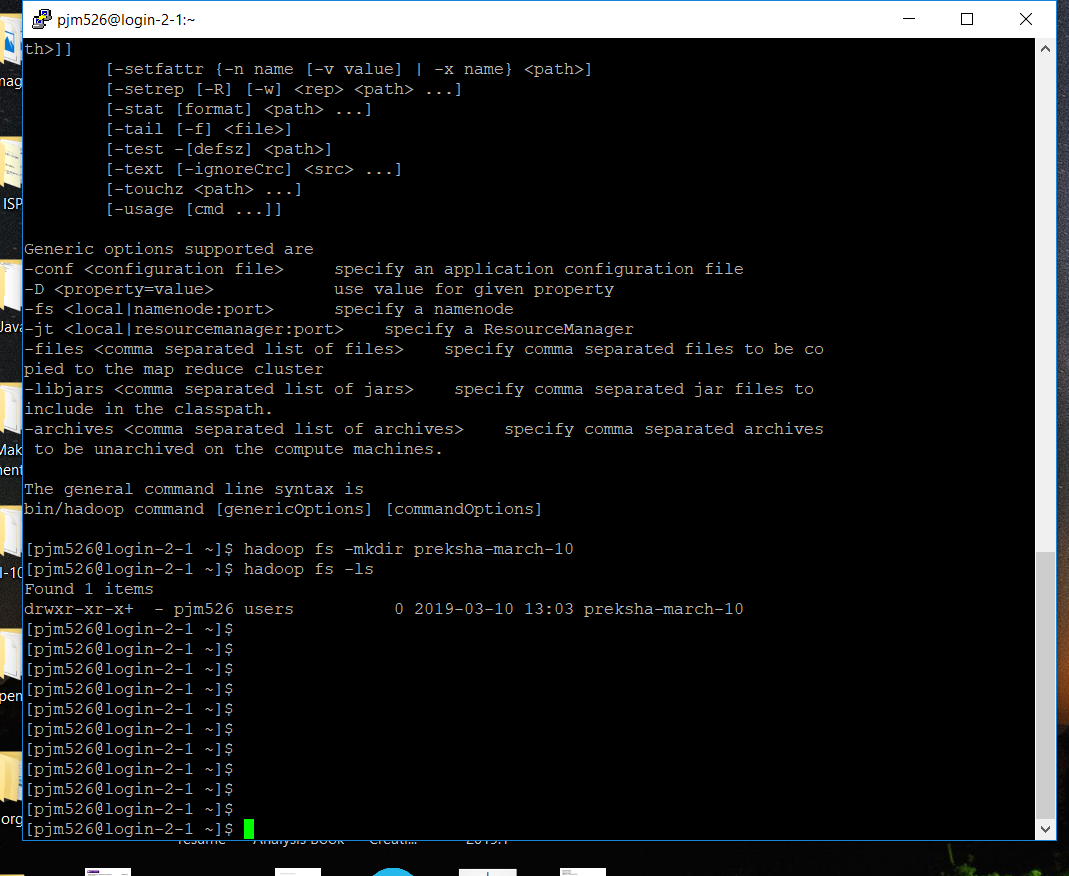 pjm526@login-2-1:~
th>]]
[-setfattr {-n name [-v value] | -x name} <path>]
[-setrep [-R] [-w] <rep> <path> ...]
[-stat [format] <path> ...]
[-tail [-f] <file>]
[-test -[defsz] <path>]
[-text [-ignoreCrc] <src> ...]
[-touchz <path> ...]
[-usage [cmd ...]]
Generic options supported are
-conf <configuration file>     specify an application configuration file
-D <property=value>            use value for given property
-fs <local|namenode:port>      specify a namenode
-jt <local|resourcemanager:port>    specify a ResourceManager
-files <comma separated list of files>    specify comma separated files to be co
pied to the map reduce cluster
-libjars <comma separated list of jars>    specify comma separated jar files to
include in the classpath.
-archives <comma separated list of archives>    specify comma separated archives
to be unarchived on the compute machines.
The general command line syntax is
bin/hadoop command [genericOptions] [commandOptions]
[pjm526@login-2-1 ~]$ hadoop fs -mkdir preksha-march-10
[pjm526@login-2-1 ~]$ hadoop fs -ls
Found 1 items
drwxr-xr-x+  - pjm526 users          0 2019-03-10 13:03 preksha-march-10
[pjm526@login-2-1 ~]$
[pjm526@login-2-1 ~]$
[pjm526@login-2-1 ~]$
[pjm526@login-2-1 ~]$
[pjm526@login-2-1 ~]$
[pjm526@login-2-1 ~]$
[pjm526@login-2-1 ~]$
[pjm526@login-2-1 ~]$
[pjm526@login-2-1 ~]$
[pjm526@login-2-1 ~]$
[pjm526@login-2-1 ~]$
mag
ISP
Java
Mak
ment
I-10
pen
org